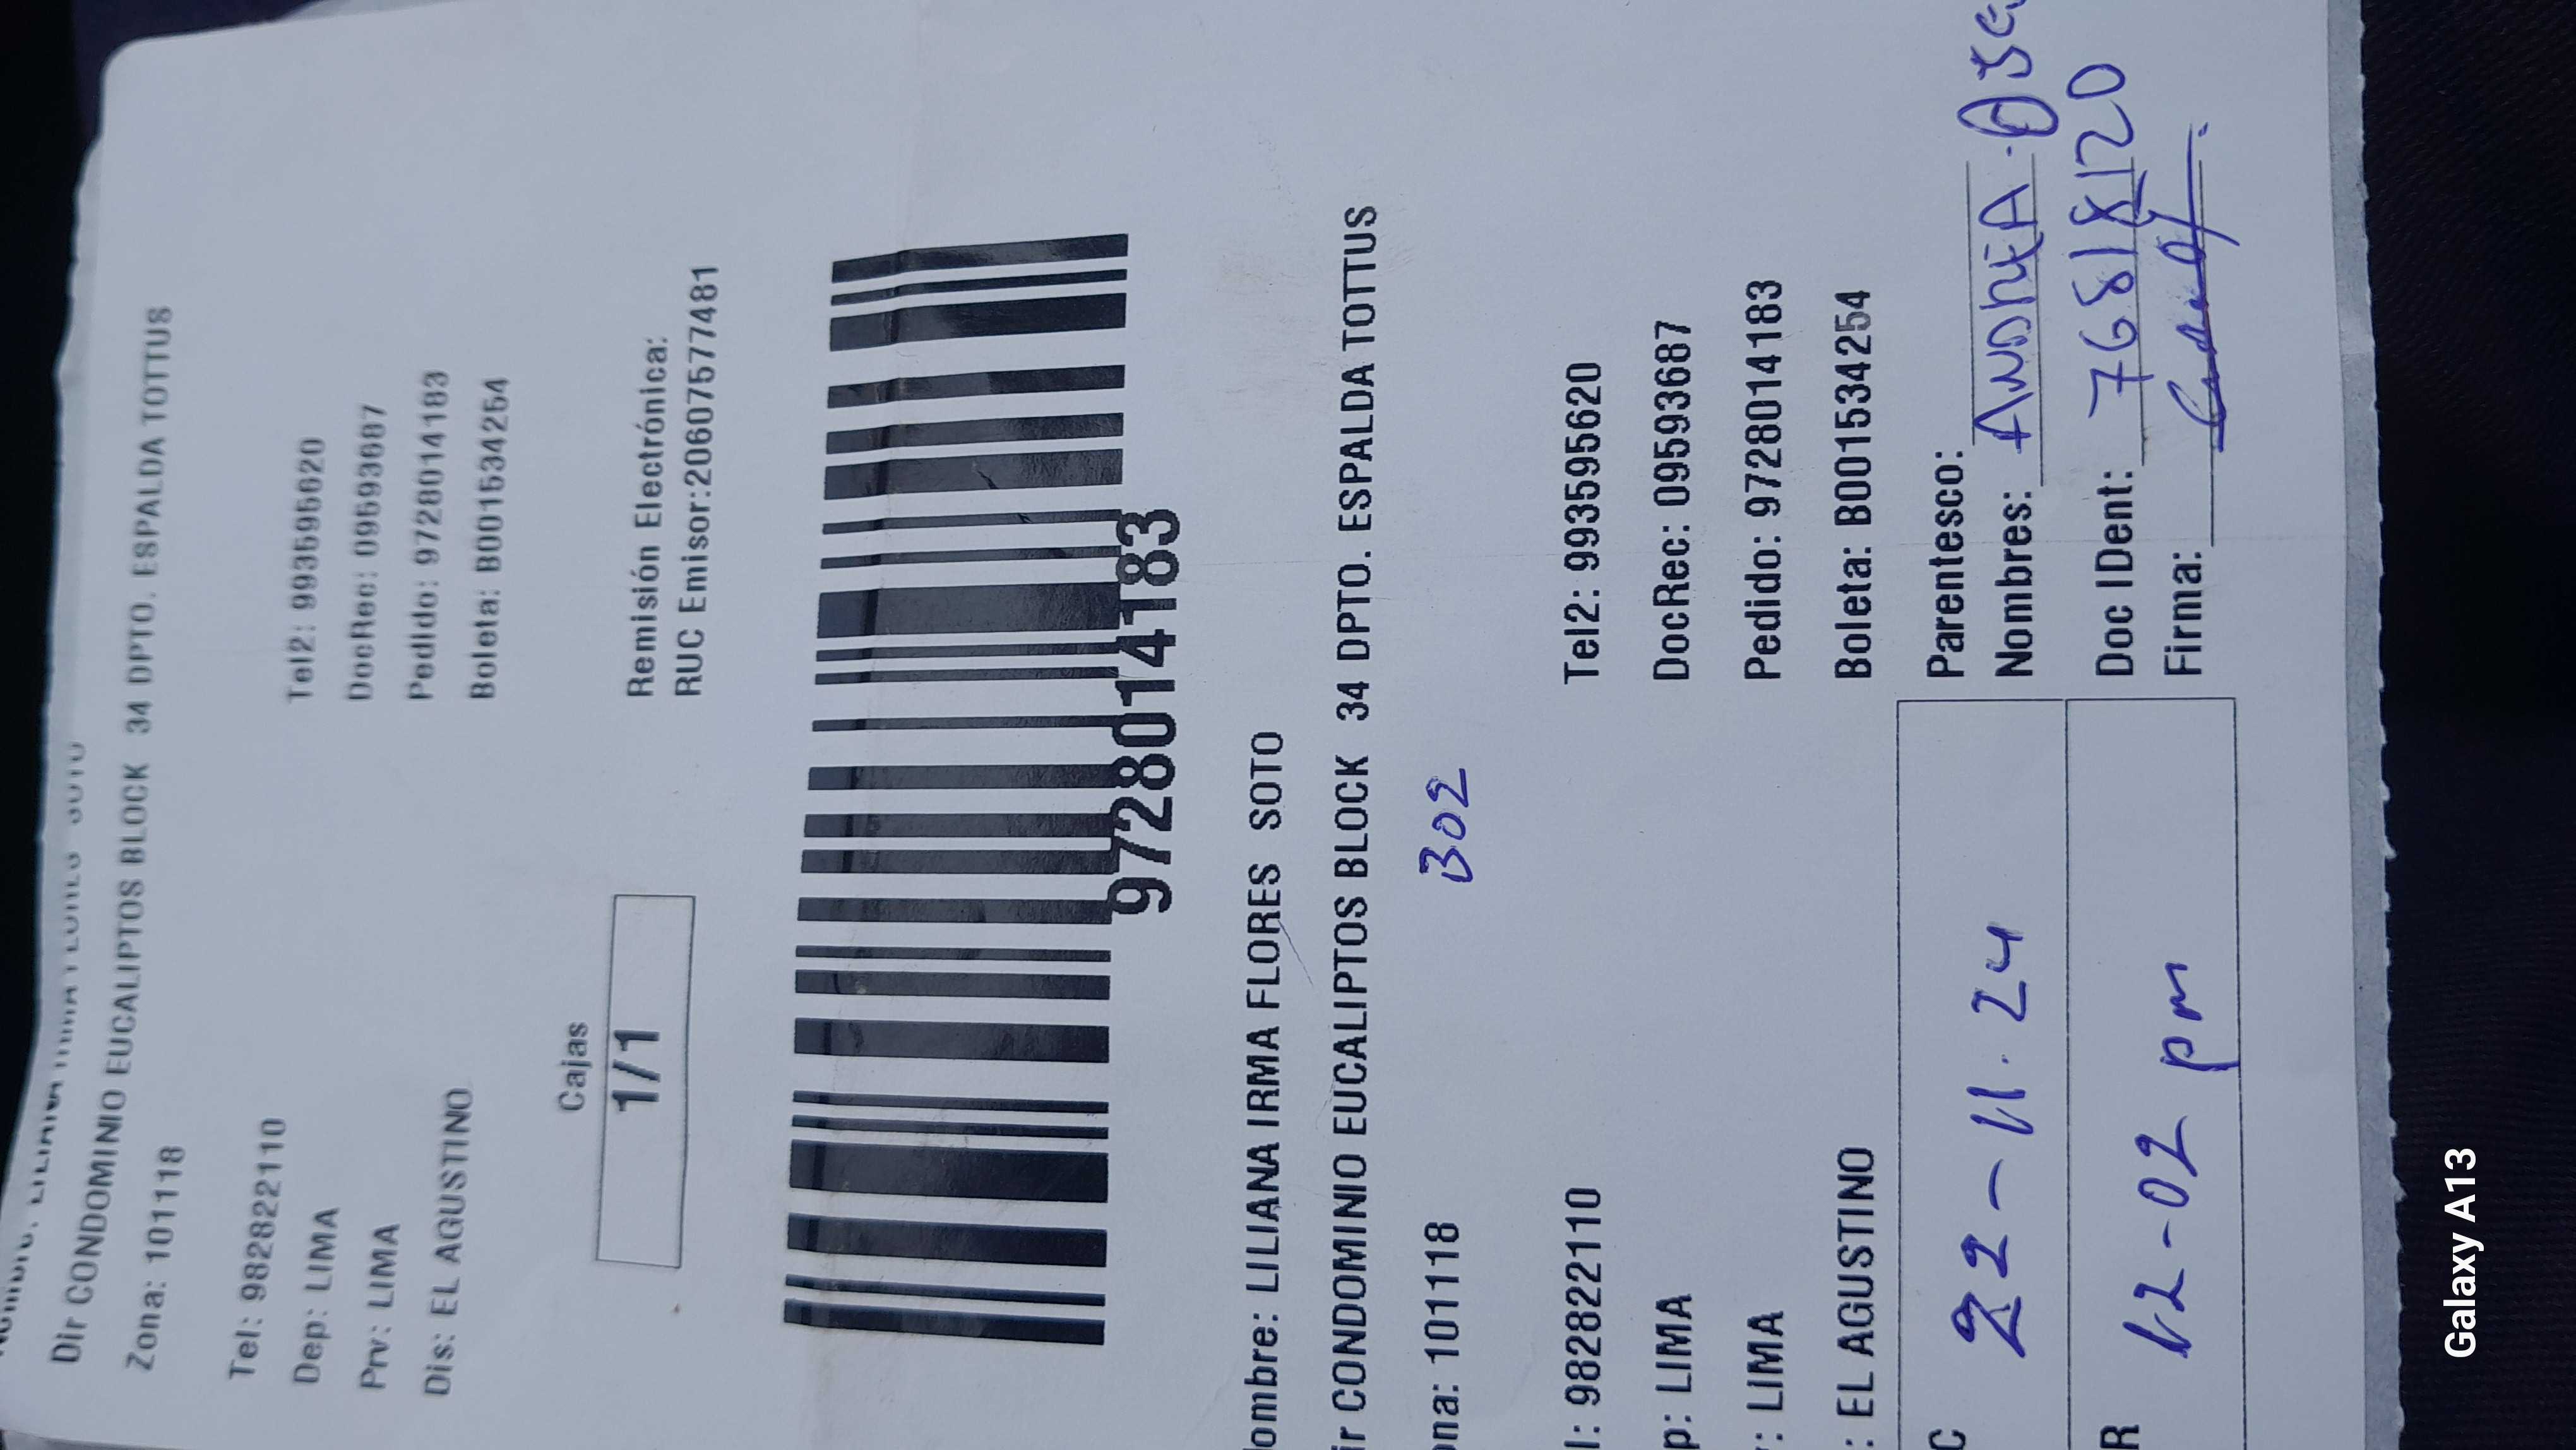 Dir CONDOMINIO EUCALIPTOS BLOCK 34 DPTO. ESPALDA TOTTUS
Zona: 101118
Tel: 982822110 Tel2: 993595620
Dep: LIMA DocRec: 09593687
Prv: LIMA Pedido: 9728014183
Dis: EL AGUSTINO Boleta: B001534254
Cajas
1/1
Remisión Electrónica:
RUC Emisor:20607577481
9728014183
ombre: LILIANA IRMA FLORES SOTO
ir CONDOMINIO EUCALIPTOS BLOCK 34 DPTO. ESPALDA TOTTUS
ona: 101118
302
l: 982822110 Tel2: 993595620
p: LIMA DocRec: 09593687
: LIMA Pedido: 9728014183
: EL AGUSTINO Boleta: B001534254
C 22-11.24
Parentesco:
Nombres: ANDREA
R 12-02 pm
Doc IDent: 76818120
Firma:
Galaxy A13